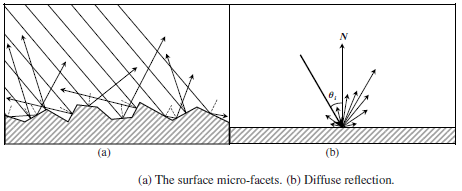 N
θi
(a)
(b)
(a) The surface micro-facets. (b) Diffuse reflection.